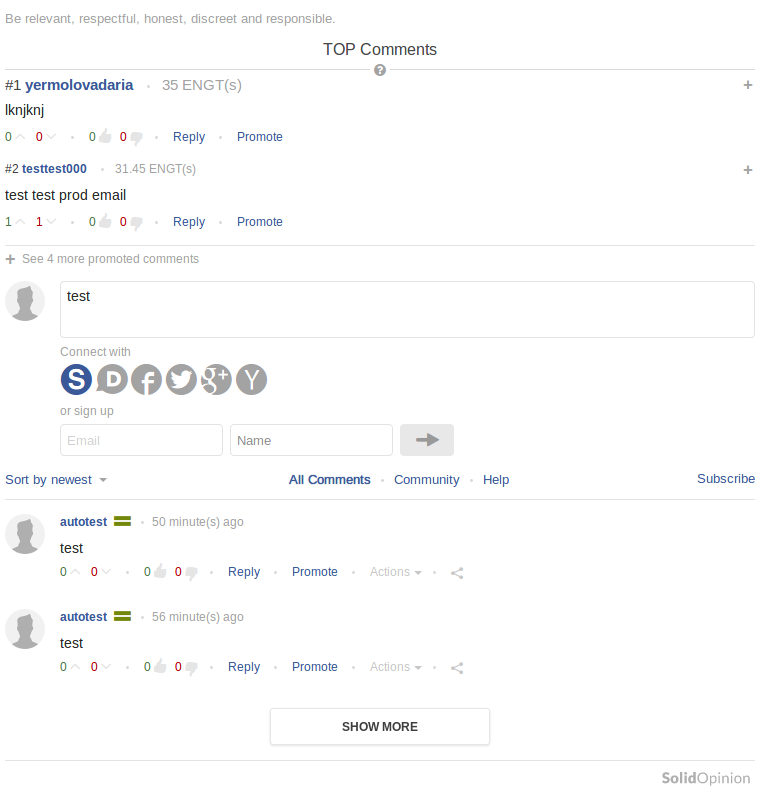 Be relevant, respectful, honest, discreet and responsible.
TOP Comments
?
#1 yermolovadaria • 35 ENGT(s) +
lknjknj
0 0 • 0 0 • Reply • Promote
#2 testtest000 • 31.45 ENGT(s) +
test test prod email
1 1 • 0 0 • Reply • Promote
+ See 4 more promoted comments
test
Connect with
S D f g+ Y
or sign up
Email Name
Sort by newest All Comments • Community • Help Subscribe
autotest • 50 minute(s) ago
test
0 0 • 0 0 • Reply • Promote • Actions •
autotest • 56 minute(s) ago
test
0 0 • 0 0 • Reply • Promote • Actions •
SHOW MORE
SolidOpinion